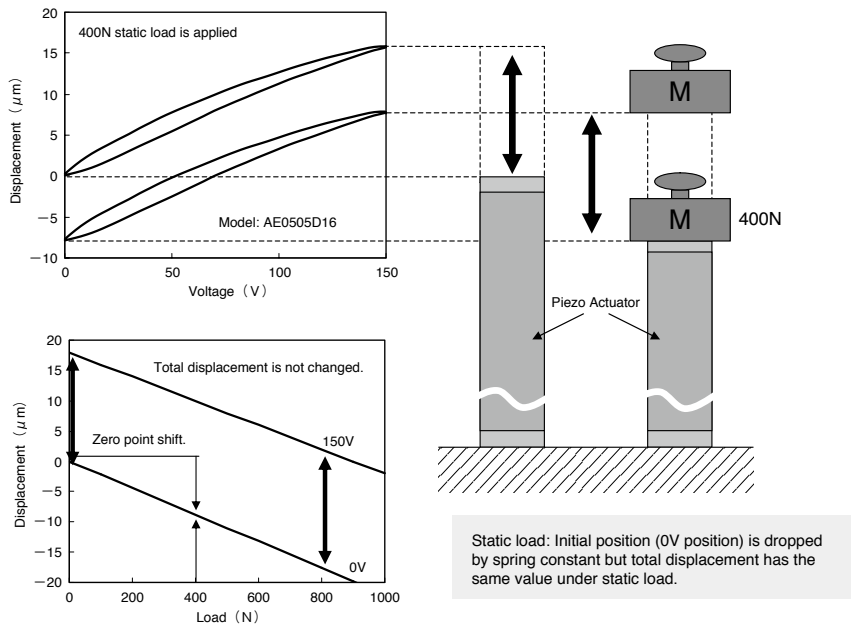 20
15
10
5
0
−5
−10
Displacement（μm）
400N static load is applied
Model: AE0505D16
0
50
100
150
Voltage（V）
M
M
400N
Piezo Actuator
20
15
10
5
0
−5
−10
−15
−20
Displacement（μm）
Total displacement is not changed.
Zero point shift.
150V
0V
0
200
400
600
800
1000
Load（N）
Static load: Initial position (0V position) is dropped
by spring constant but total displacement has the
same value under static load.